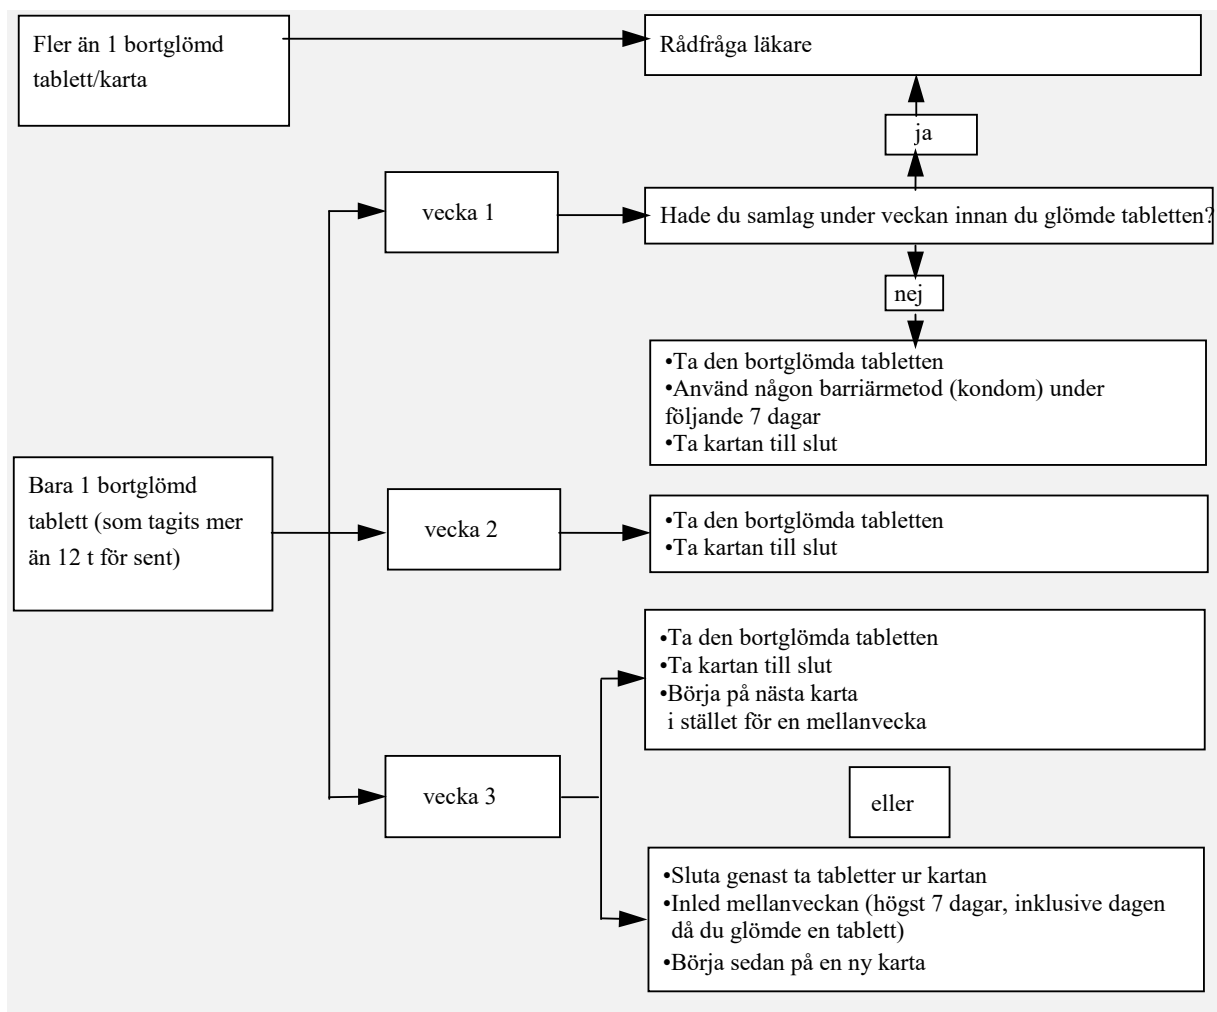 Fler än 1 bortglömd
tablett/karta
Rådfråga läkare
ja
vecka 1
Hade du samlag under veckan innan du glömde tabletten?
nej
•Ta den bortglömda tabletten
•Använd någon barriärmetod (kondom) under
följande 7 dagar
•Ta kartan till slut
Bara 1 bortglömd
tablett (som tagits mer
än 12 t för sent)
vecka 2
•Ta den bortglömda tabletten
•Ta kartan till slut
•Ta den bortglömda tabletten
•Ta kartan till slut
•Börja på nästa karta
i stället för en mellanvecka
vecka 3
eller
•Sluta genast ta tabletter ur kartan
•Inled mellanveckan (högst 7 dagar, inklusive dagen
då du glömde en tablett)
•Börja sedan på en ny karta